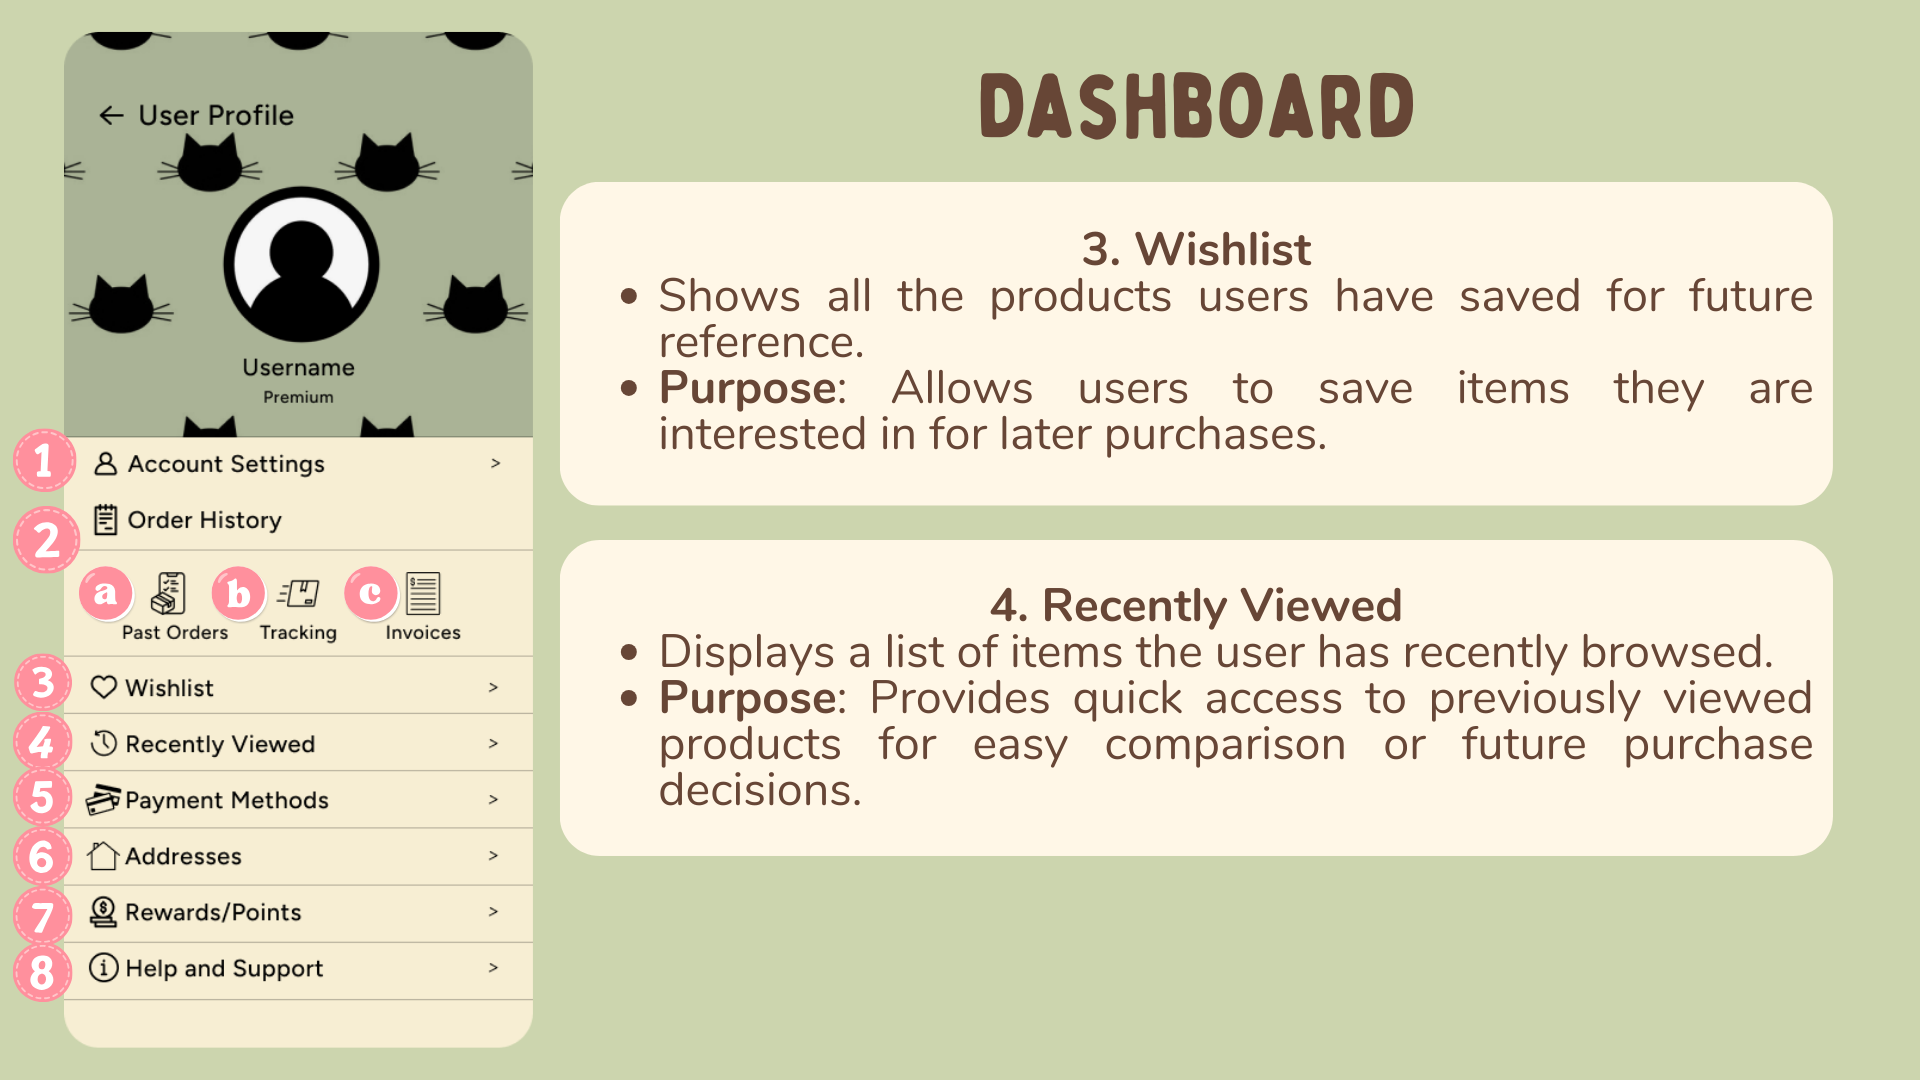 ← User Profile
Username
Premium
1 Account Settings >
2 Order History
a b c
Past Orders Tracking Invoices
3 Wishlist >
4 Recently Viewed >
5 Payment Methods >
6 Addresses >
7 Rewards/Points >
8 Help and Support >
DASHBOARD
3. Wishlist
• Shows all the products users have saved for future
reference.
• Purpose: Allows users to save items they are
interested in for later purchases.
4. Recently Viewed
• Displays a list of items the user has recently browsed.
• Purpose: Provides quick access to previously viewed
products for easy comparison or future purchase
decisions.